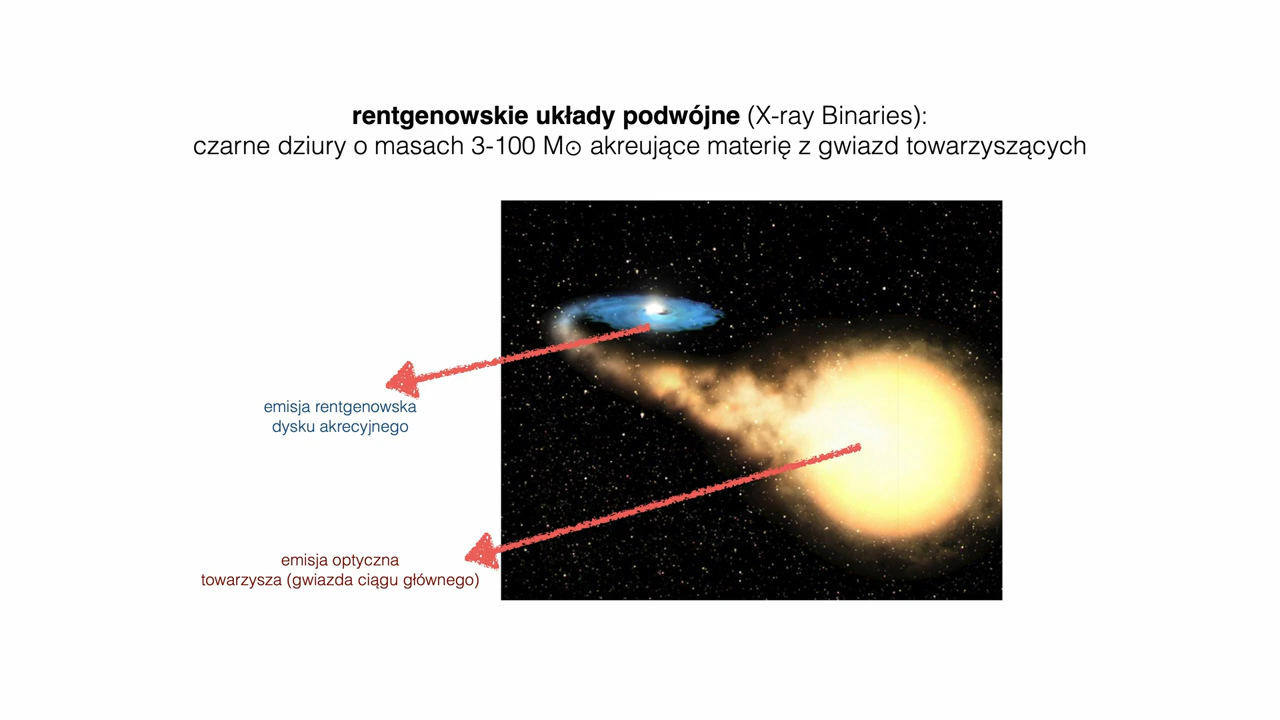 rentgenowskie układy podwójne (X-ray Binaries):
czarne dziury o masach 3-100 M☉ akreujące materię z gwiazd towarzyszących
emisja rentgenowska
dysku akrecyjnego
emisja optyczna
towarzysza (gwiazda ciągu głównego)